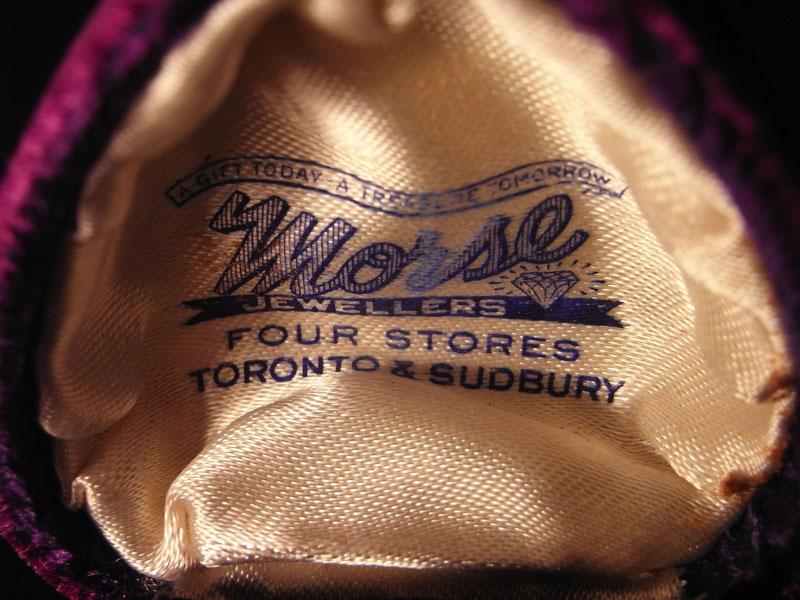 A GIFT TODAY A TREASURE TOMORROW
Morse
JEWELLERS
FOUR STORES
TORONTO & SUDBURY